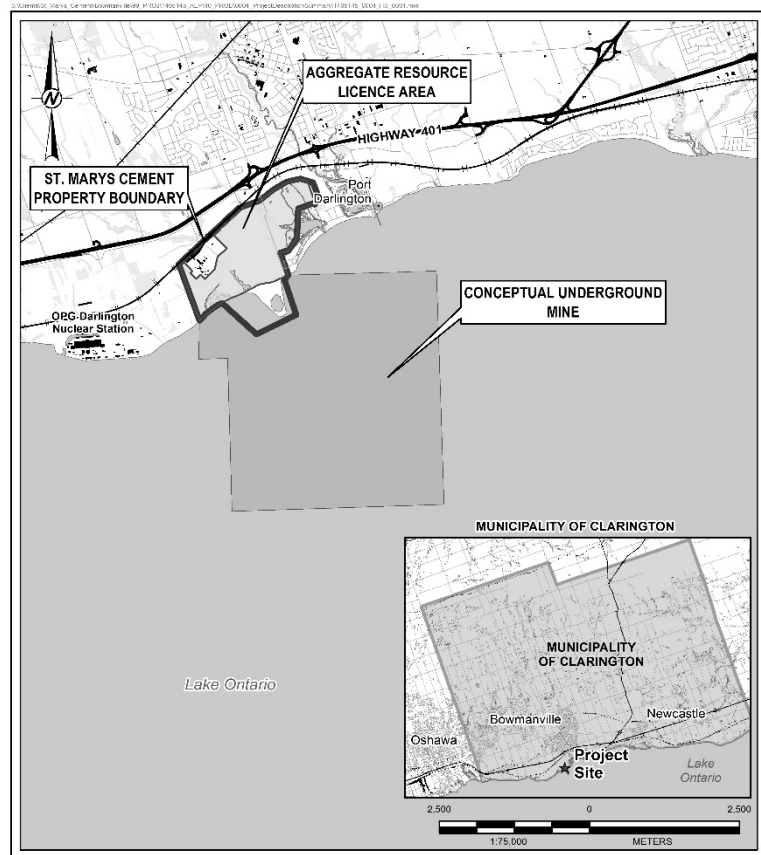 AGGREGATE RESOURCE
LICENCE AREA
N
HIGHWAY 401
ST. MARYS CEMENT
PROPERTY BOUNDARY
Port
Darlington
CONCEPTUAL UNDERGROUND
MINE
OPG-Darlington
Nuclear Station
MUNICIPALITY OF CLARINGTON
MUNICIPALITY
OF CLARINGTON
Lake Ontario
Bowmanville
Newcastle
Oshawa
Project
Site
Lake
Ontario
2,500 0 2,500
1:75,000 METERS